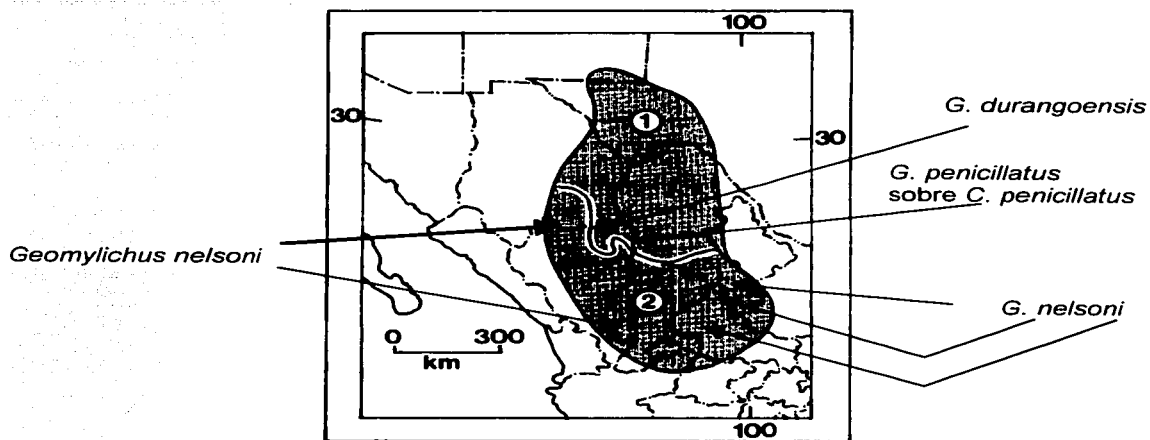 100
30
1
30
G. durangoensis
G. penicillatus
sobre C. penicillatus
Geomylichus nelsoni
2
G. nelsoni
0 300
km
100